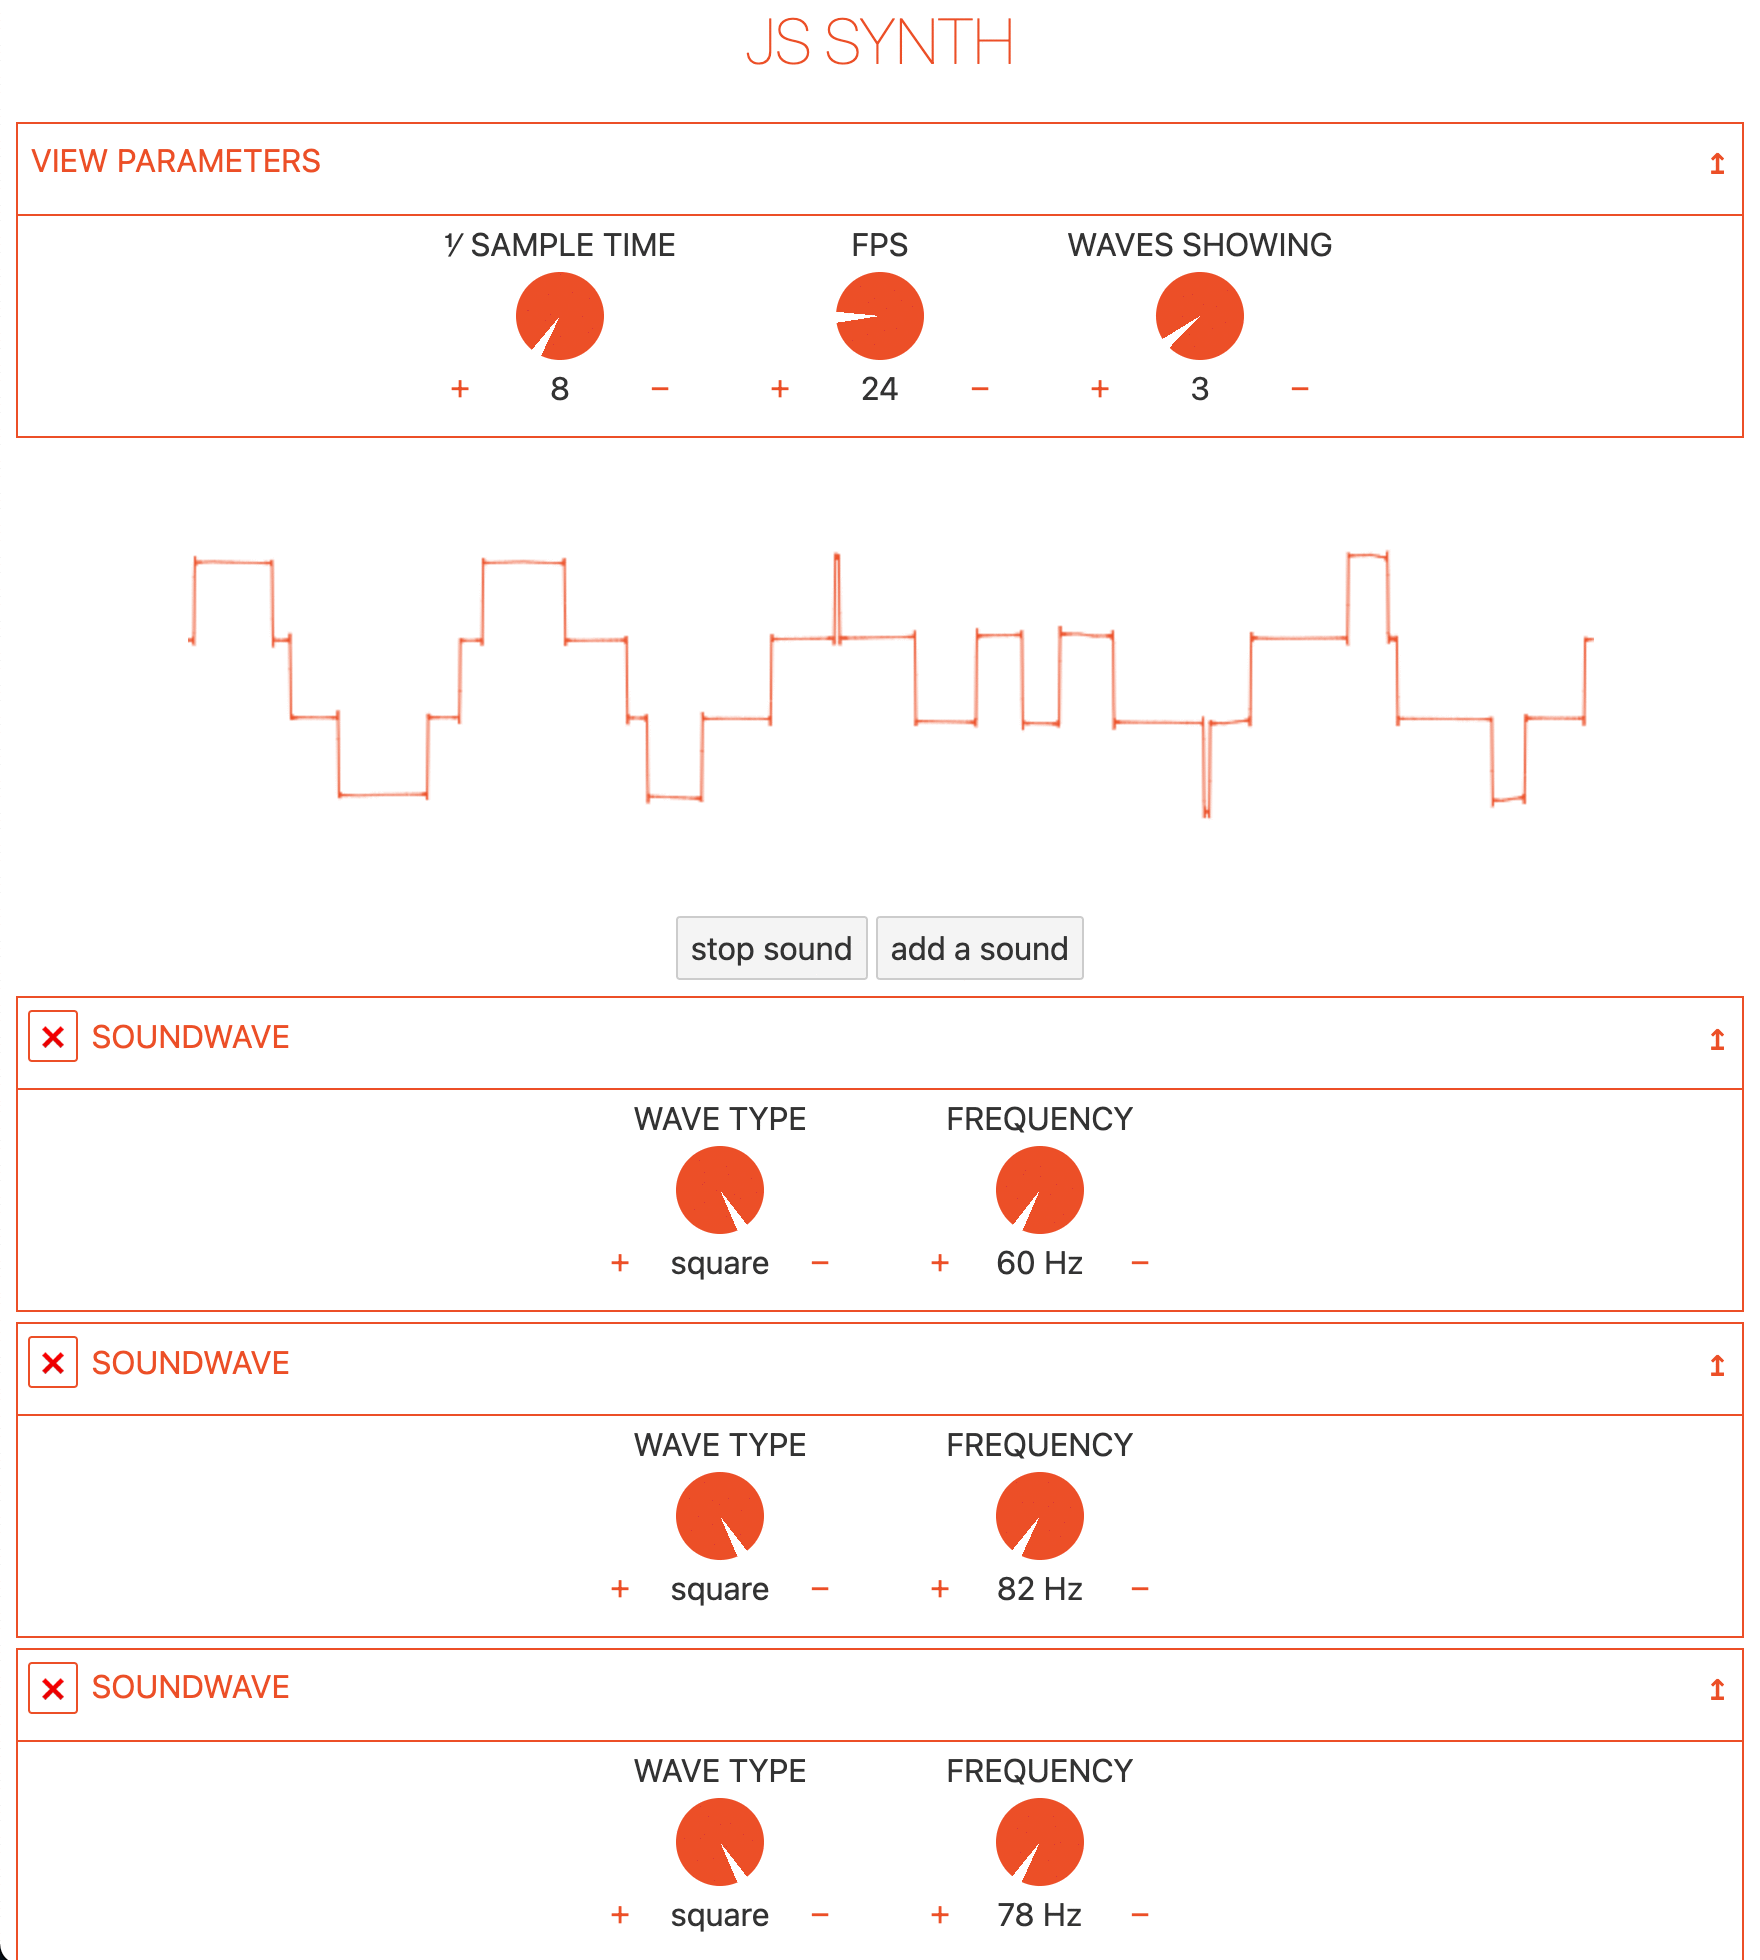 JS SYNTH
VIEW PARAMETERS ↥
⅟ SAMPLE TIME FPS WAVES SHOWING
+ 8 − + 24 − + 3 −
stop sound add a sound
× SOUNDWAVE ↥
WAVE TYPE FREQUENCY
+ square − + 60 Hz −
× SOUNDWAVE ↥
WAVE TYPE FREQUENCY
+ square − + 82 Hz −
× SOUNDWAVE ↥
WAVE TYPE FREQUENCY
+ square − + 78 Hz −